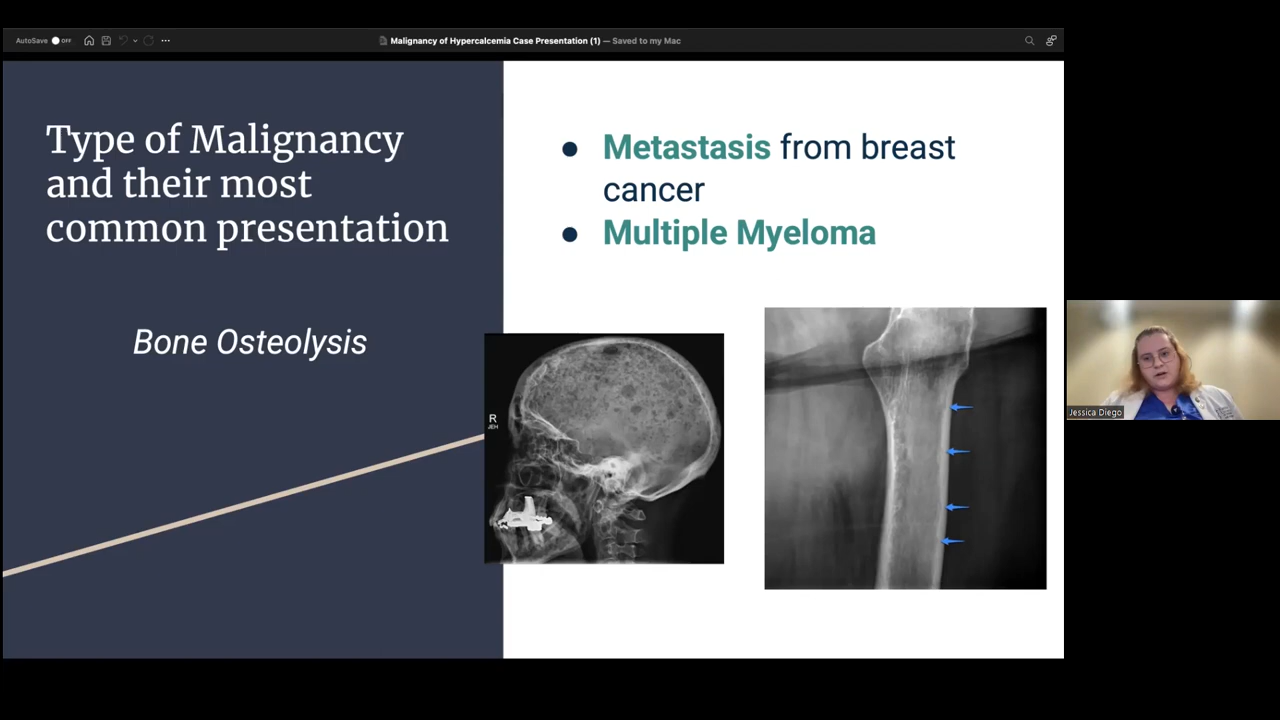 AutoSave OFF
Malignancy of Hypercalcemia Case Presentation (1) — Saved to my Mac
Type of Malignancy
and their most
common presentation
Bone Osteolysis
● Metastasis from breast
cancer
● Multiple Myeloma
R
JEH
Jessica Diego